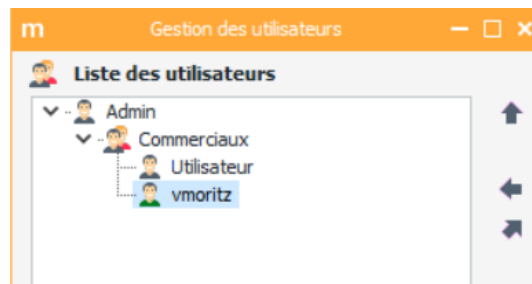 m Gestion des utilisateurs
Liste des utilisateurs
Admin
Commerciaux
Utilisateur
vmoritz